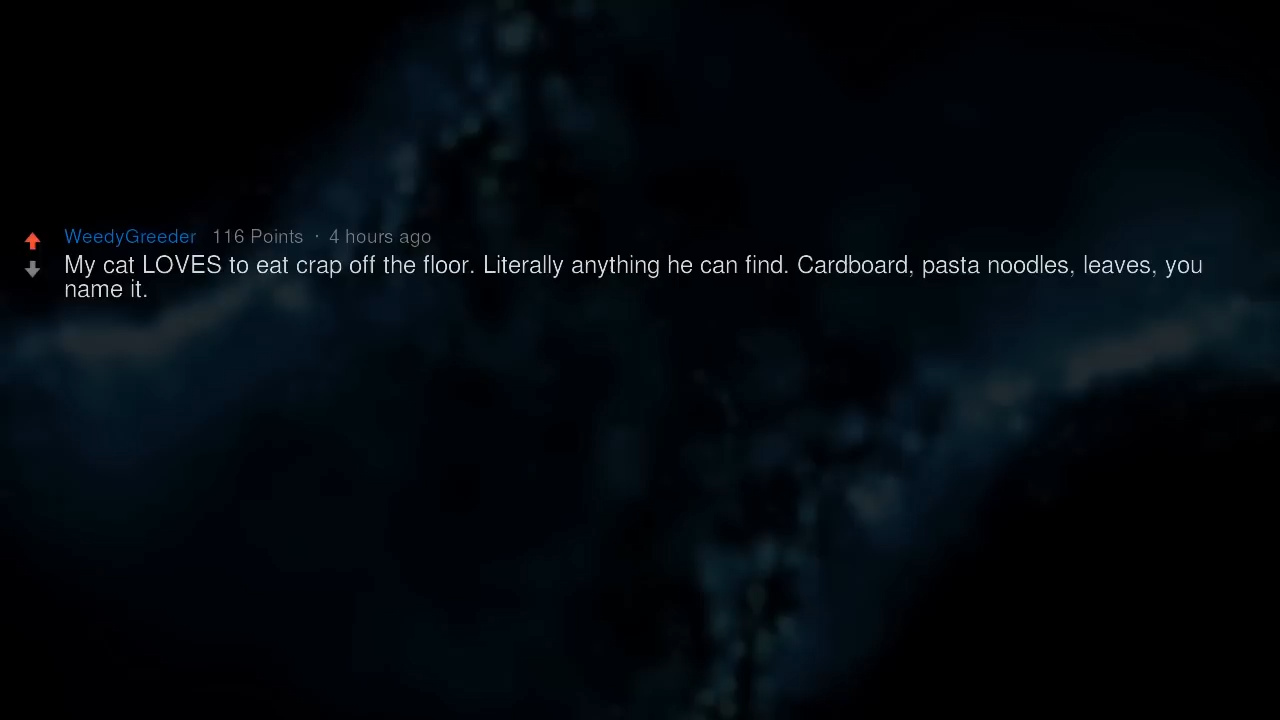 WeedyGreeder 116 Points · 4 hours ago
My cat LOVES to eat crap off the floor. Literally anything he can find. Cardboard, pasta noodles, leaves, you
name it.